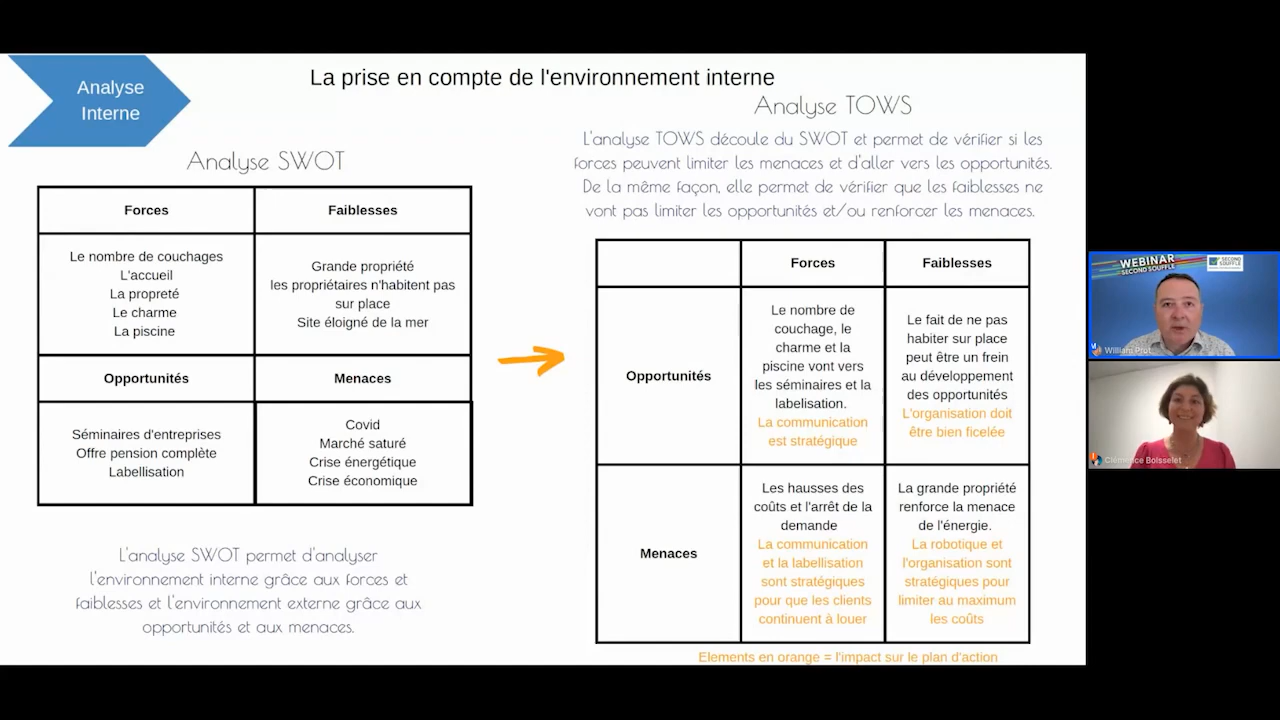 Analyse
Interne
La prise en compte de l'environnement interne
Analyse SWOT
Forces
Faiblesses
Le nombre de couchages
L'accueil
La propreté
Le charme
La piscine
Grande propriété
les propriétaires n'habitent pas
sur place
Site éloigné de la mer
Opportunités
Menaces
Séminaires d'entreprises
Offre pension complète
Labellisation
Covid
Marché saturé
Crise énergétique
Crise économique
L'analyse SWOT permet d'analyser
l'environnement interne grâce aux forces et
faiblesses et l'environnement externe grâce aux
opportunités et aux menaces.
Analyse TOWS
L'analyse TOWS découle du SWOT et permet de vérifier si les
forces peuvent limiter les menaces et d'aller vers les opportunités.
De la même façon, elle permet de vérifier que les faiblesses ne
vont pas limiter les opportunités et/ou renforcer les menaces.
Forces
Faiblesses
Opportunités
Le nombre de
couchage, le
charme et la
piscine vont vers
les séminaires et la
labelisation.
La communication
est stratégique
Le fait de ne pas
habiter sur place
peut être un frein
au développement
des opportunités
L'organisation doit
être bien ficelée
Menaces
Les hausses des
coûts et l'arrêt de la
demande
La communication
et la labellisation
sont stratégiques
pour que les clients
continuent à louer
La grande propriété
renforce la menace
de l'énergie.
La robotique et
l'organisation sont
stratégiques pour
limiter au maximum
les coûts
Elements en orange = l'impact sur le plan d'action
WEBINAR
SECOND SOUFFLE
SECOND
SOUFFLE
William Prot
Clémence Boisselet